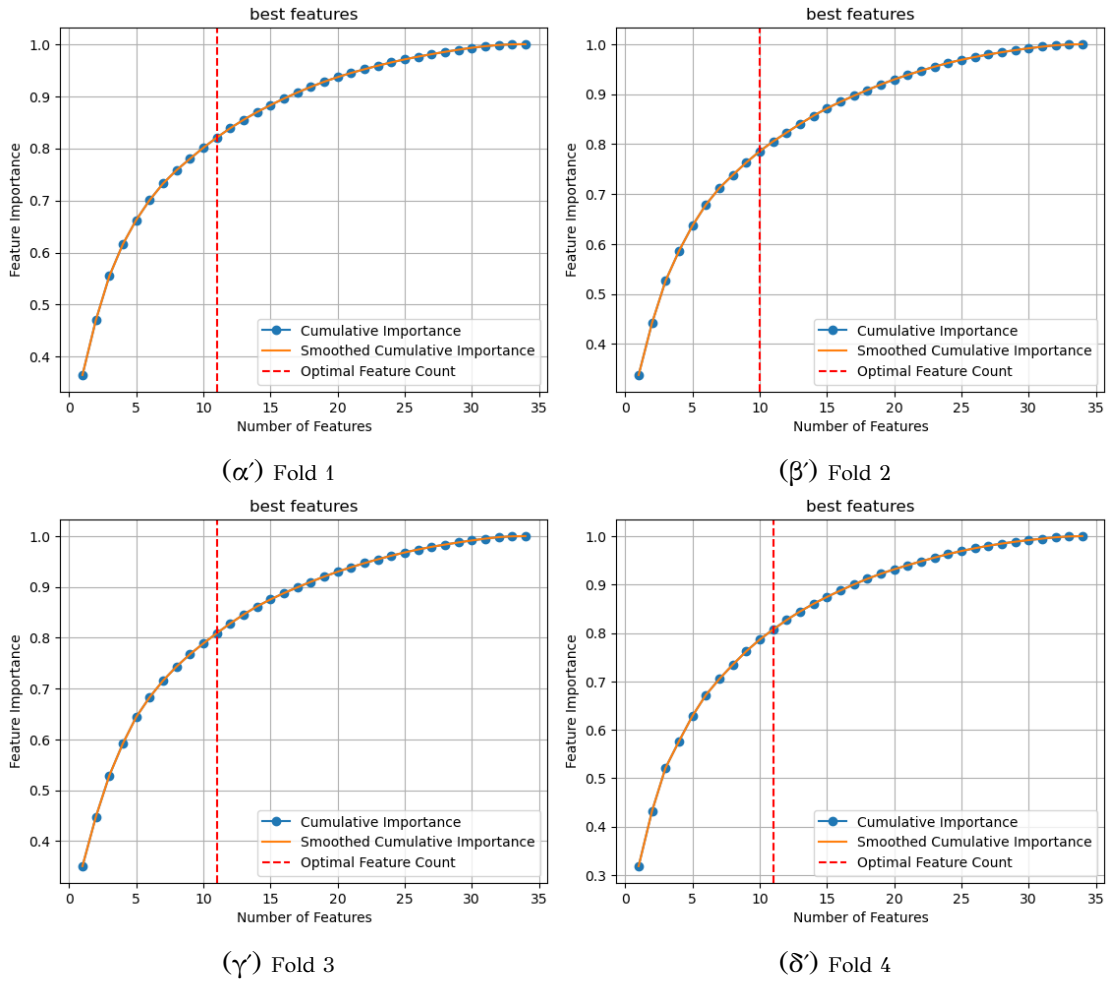 best features
1.0
0.9
0.8
0.7
0.6
0.5
0.4
Feature Importance
Cumulative Importance
Smoothed Cumulative Importance
Optimal Feature Count
0 5 10 15 20 25 30 35
Number of Features
(α′) Fold 1
best features
1.0
0.9
0.8
0.7
0.6
0.5
0.4
Feature Importance
Cumulative Importance
Smoothed Cumulative Importance
Optimal Feature Count
0 5 10 15 20 25 30 35
Number of Features
(β′) Fold 2
best features
1.0
0.9
0.8
0.7
0.6
0.5
0.4
Feature Importance
Cumulative Importance
Smoothed Cumulative Importance
Optimal Feature Count
0 5 10 15 20 25 30 35
Number of Features
(γ′) Fold 3
best features
1.0
0.9
0.8
0.7
0.6
0.5
0.4
0.3
Feature Importance
Cumulative Importance
Smoothed Cumulative Importance
Optimal Feature Count
0 5 10 15 20 25 30 35
Number of Features
(δ′) Fold 4